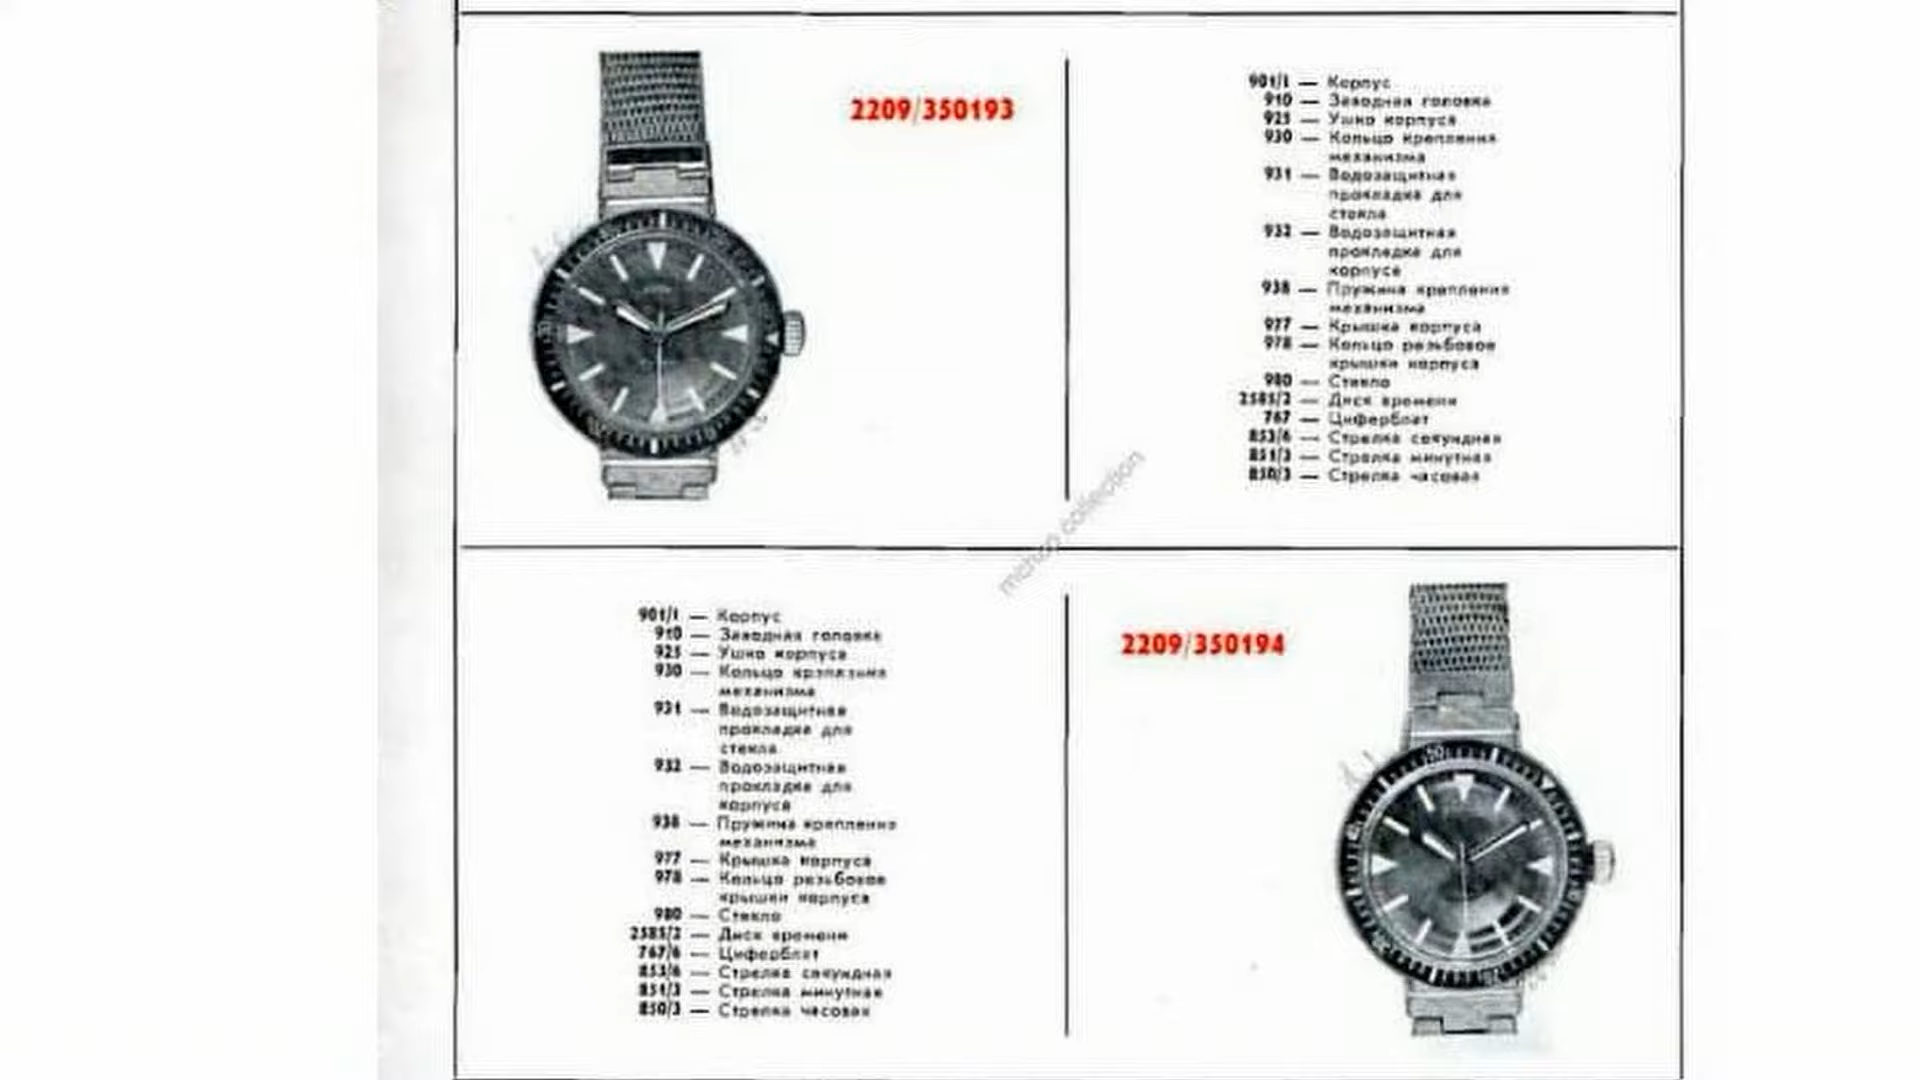 2209/350193
901/1 — Корпус
910 — Заводная головка
925 — Ушко корпуса
930 — Кольцо крепления
механизма
931 — Водозащитная
прокладка для
стекла
932 — Водозащитная
прокладка для
корпуса
938 — Пружина крепления
механизма
977 — Крышка корпуса
978 — Кольцо резьбовое
крышки корпуса
980 — Стекло
2585/2 — Диск времени
767 — Циферблат
853/6 — Стрелка секундная
851/3 — Стрелка минутная
850/3 — Стрелка часовая
michao collection
901/1 — Корпус
910 — Заводная головка
925 — Ушко корпуса
930 — Кольцо крепления
механизма
931 — Водозащитная
прокладка для
стекла
932 — Водозащитная
прокладка для
корпуса
938 — Пружина крепления
механизма
977 — Крышка корпуса
978 — Кольцо резьбовое
крышки корпуса
980 — Стекло
2585/2 — Диск времени
767/6 — Циферблат
853/6 — Стрелка секундная
851/3 — Стрелка минутная
850/3 — Стрелка часовая
2209/350194